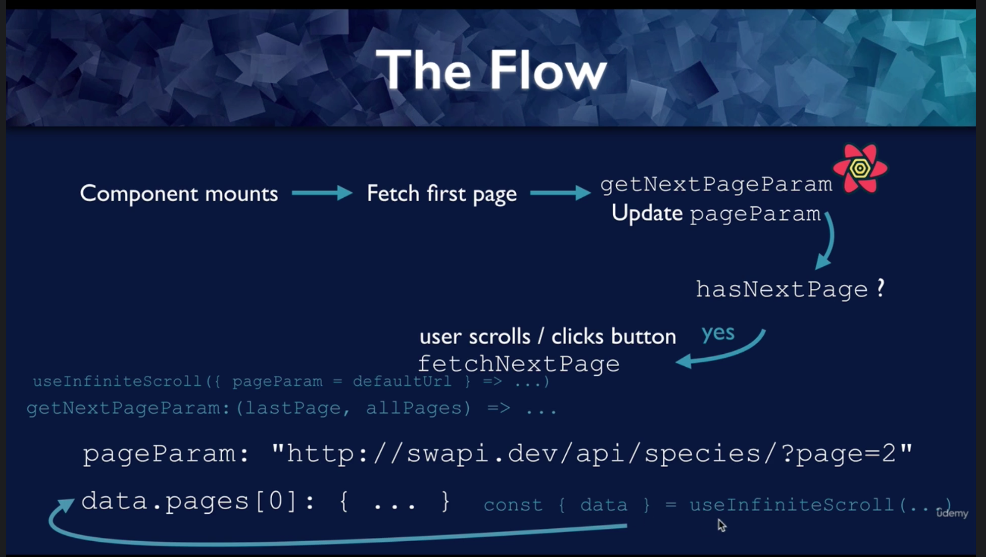 The Flow
Component mounts
Fetch first page
getNextPageParam
Update pageParam
hasNextPage ?
yes
user scrolls / clicks button
fetchNextPage
useInfiniteScroll({ pageParam = defaultUrl } => ...)
getNextPageParam:(lastPage, allPages) => ...
pageParam: "http://swapi.dev/api/species/?page=2"
data.pages[0]: { ... }
const { data } = useInfiniteScroll(...)
udemy